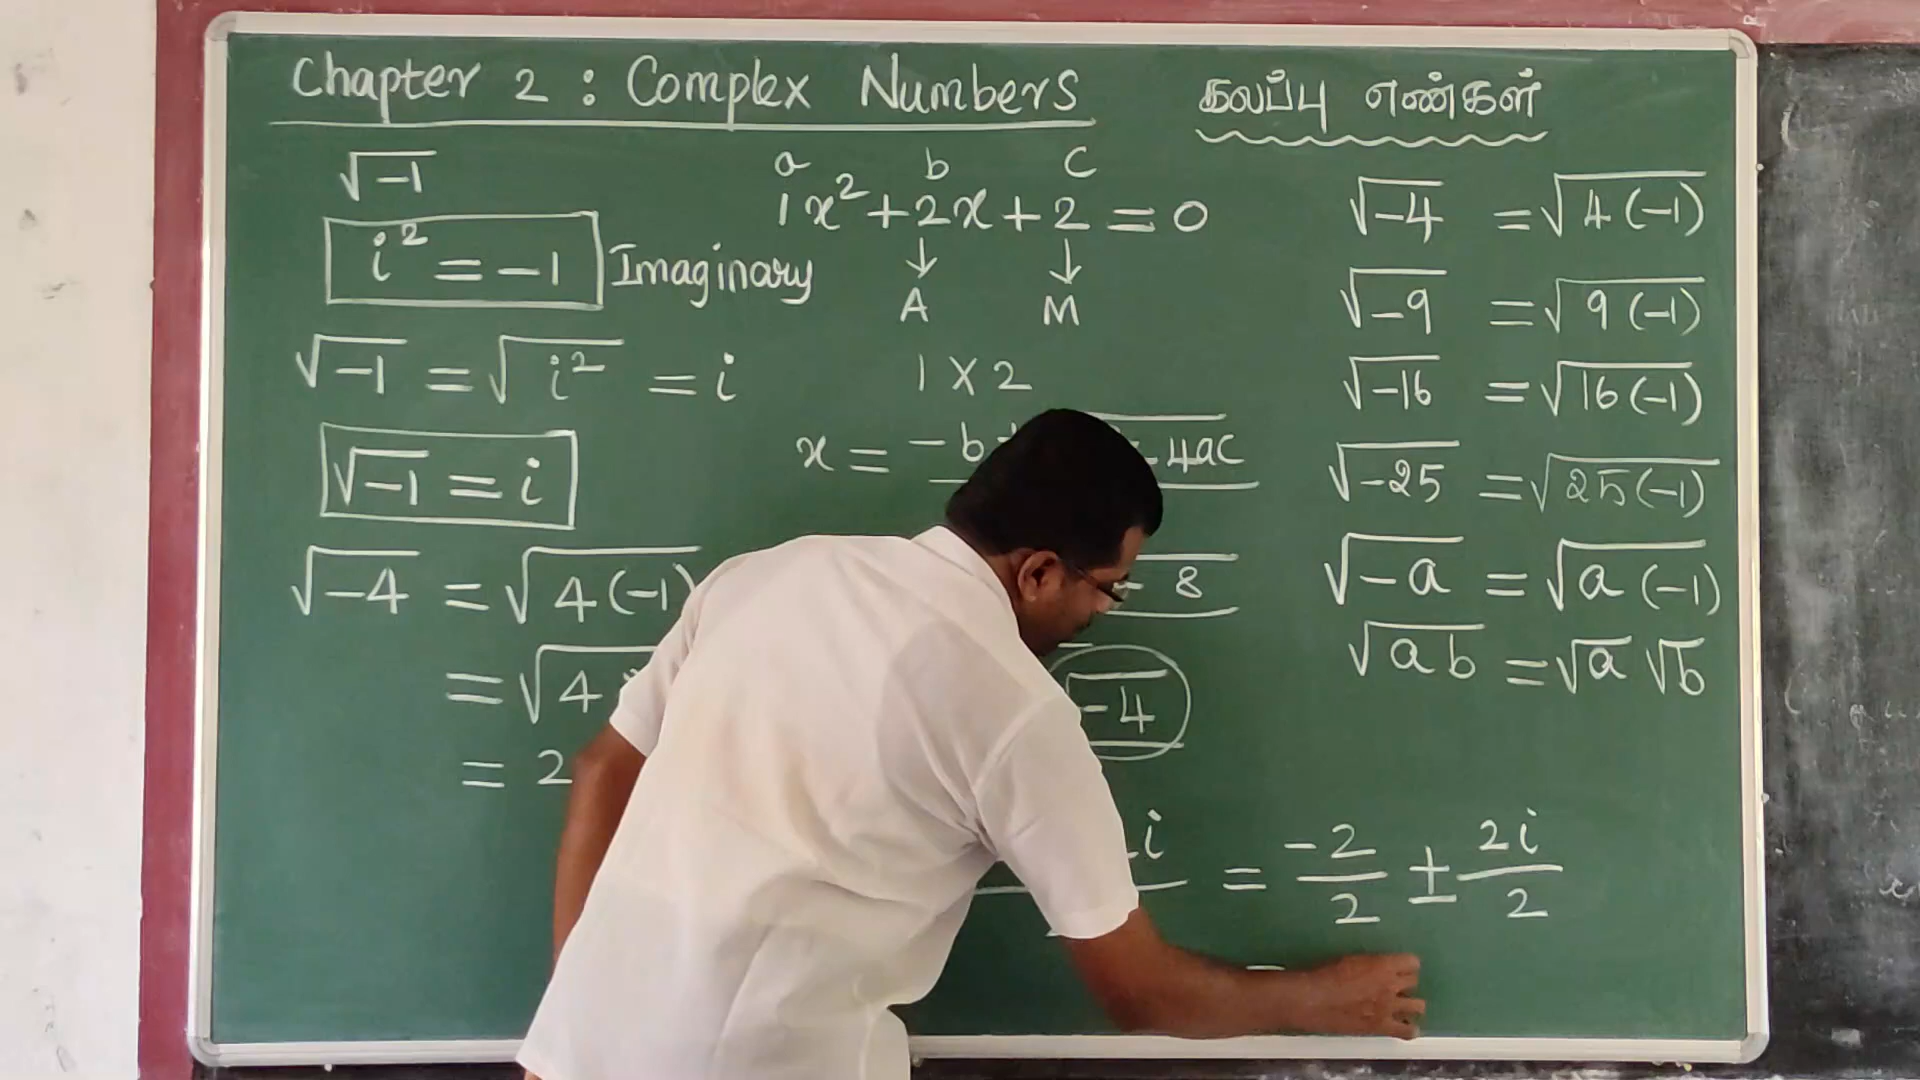 Chapter 2 : Complex Numbers
கலப்பு எண்கள்
√-1
i² = -1 Imaginary
√-1 = √i² = i
√-1 = i
√-4 = √4(-1)
= √4
= 2
a b c
1x² + 2x + 2 = 0
↓ ↓
A M
1 × 2
x = -b 4ac
- 8
√-4
i = -2/2 ± 2i/2
=
√-4 = √4(-1)
√-9 = √9(-1)
√-16 = √16(-1)
√-25 = √25(-1)
√-a = √a(-1)
√ab = √a √b